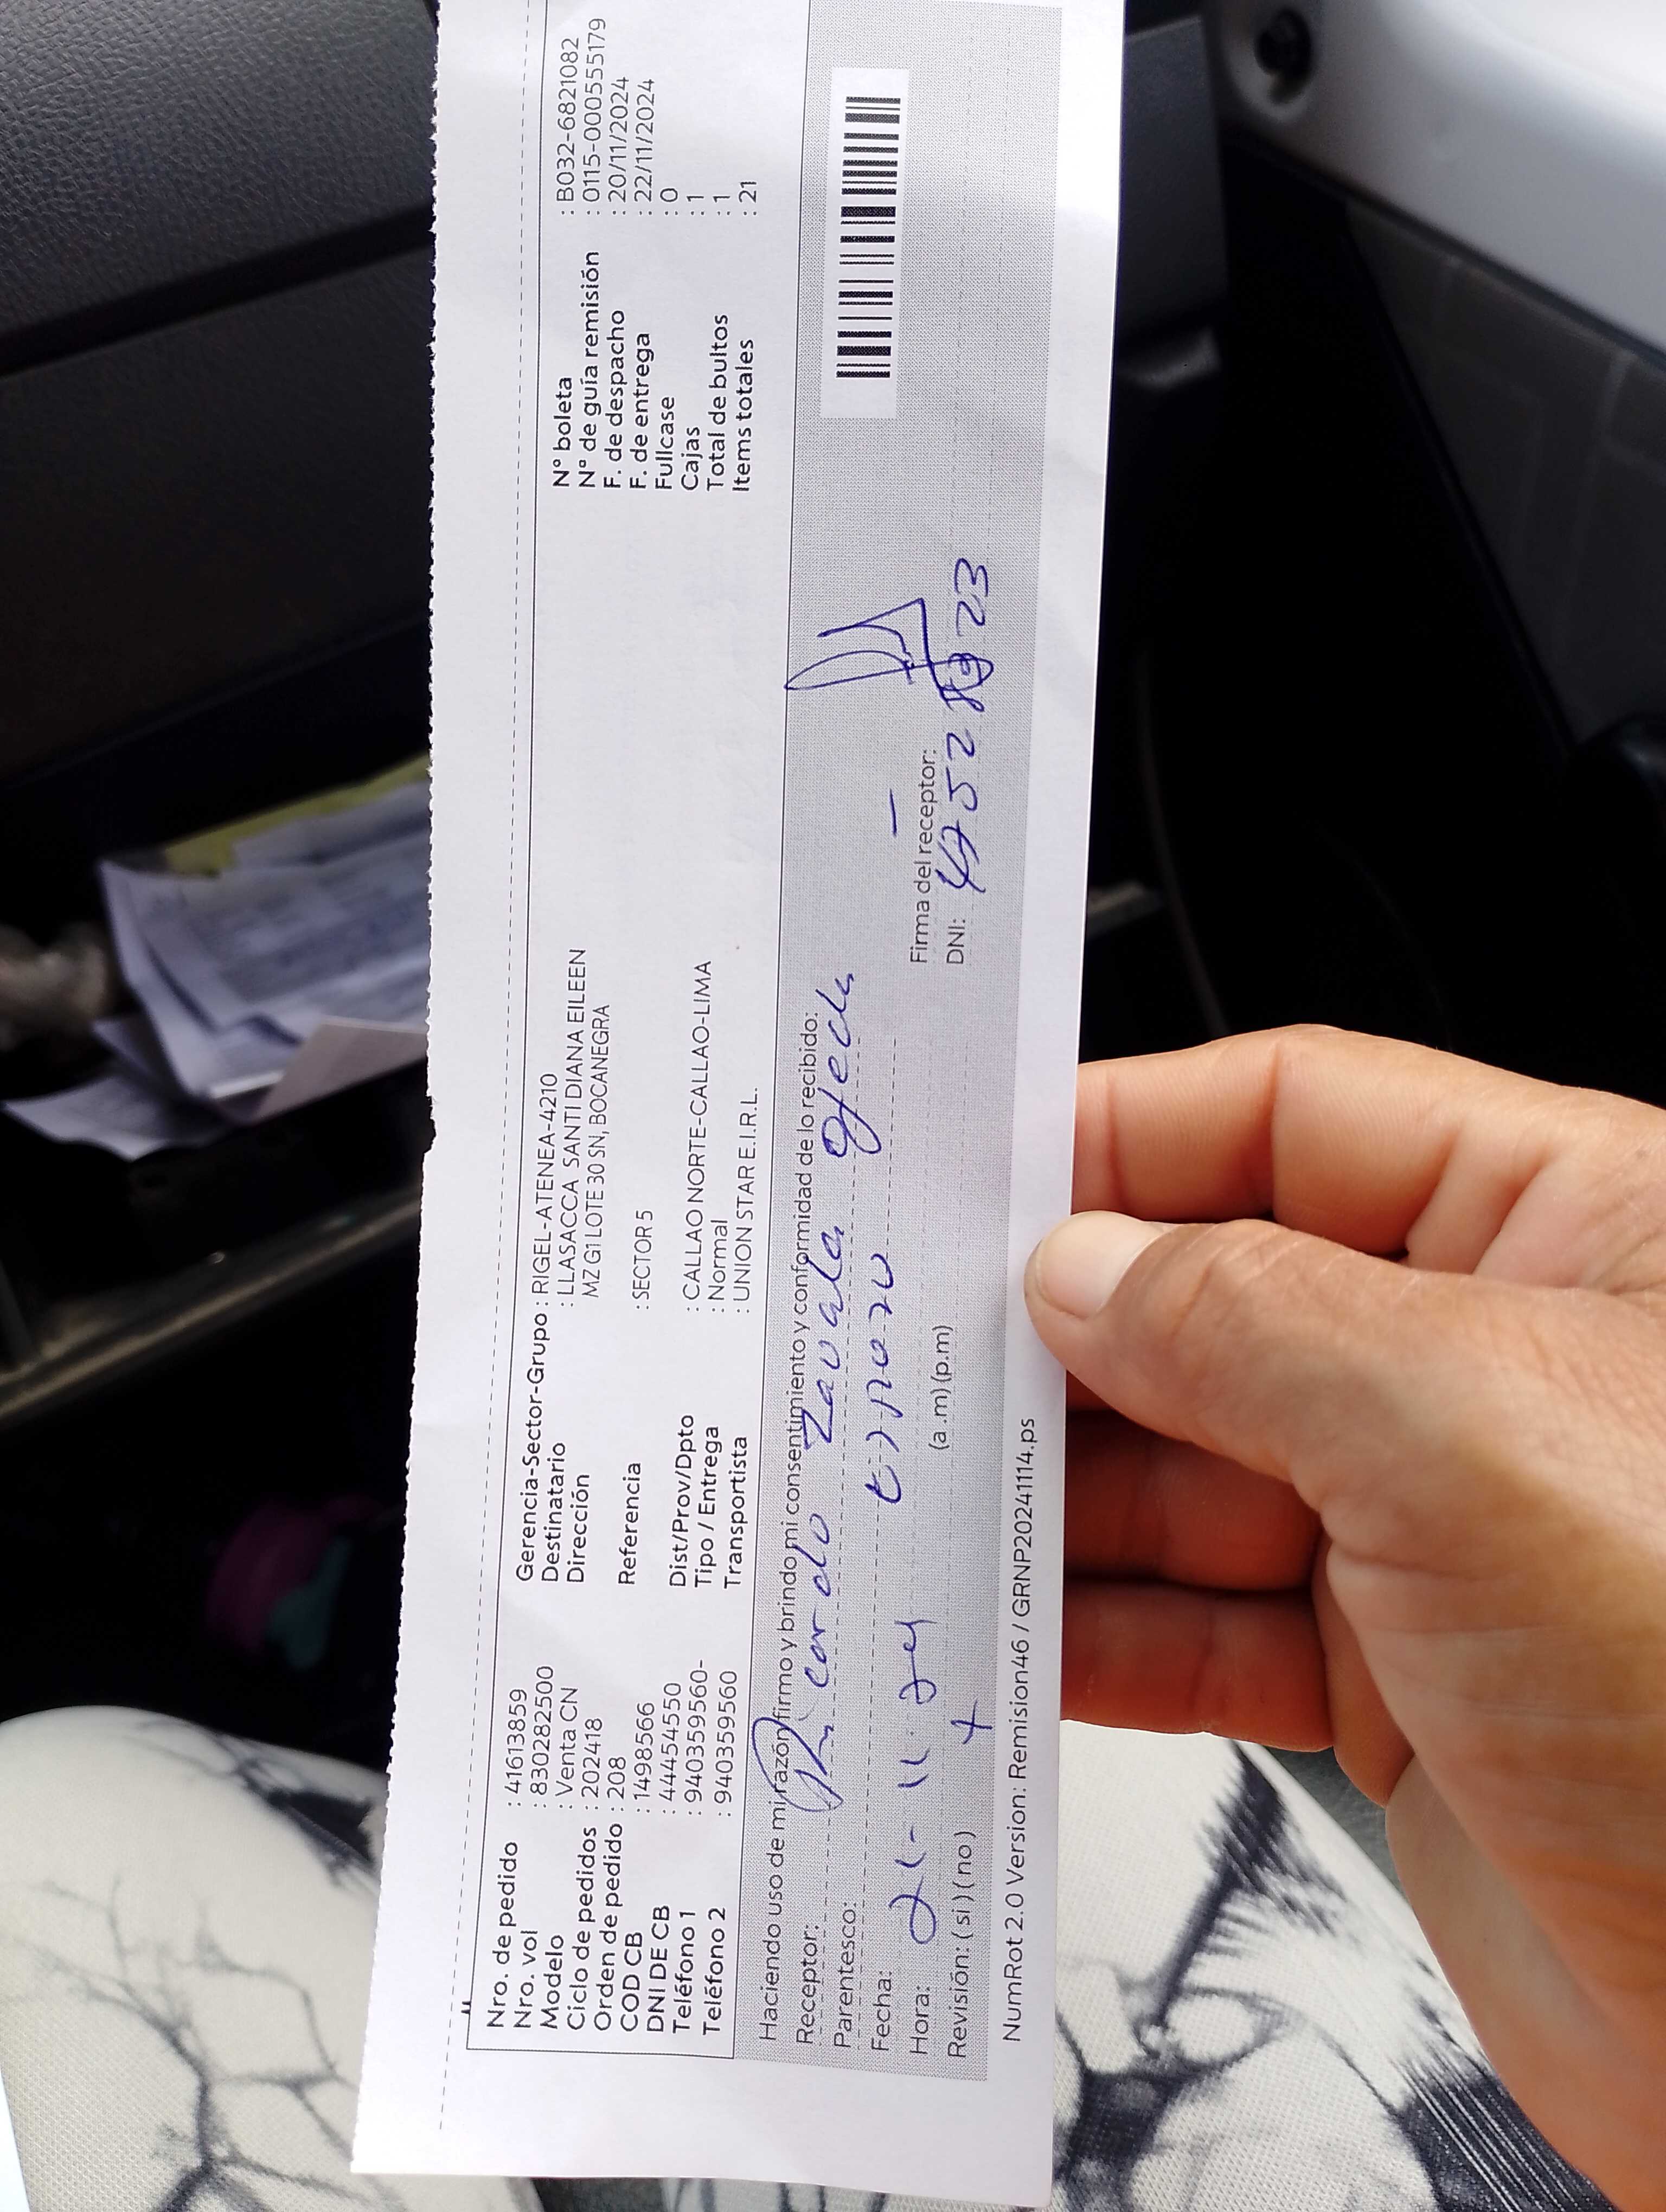 Nro. de pedido : 41613859
Nro. vol : 8302282500
Modelo : Venta CN
Ciclo de pedidos : 202418
Orden de pedido : 208
COD CB : 1498566
DNI DE CB : 44454550
Teléfono 1 : 940359560-
Teléfono 2 : 940359560
Gerencia-Sector-Grupo : RIGEL-ATENEA-4210
Destinatario : LLASACCA SANTI DIANA EILEEN
Dirección MZ G1 LOTE 30 SN, BOCANEGRA
Referencia : SECTOR 5
Dist/Prov/Dpto : CALLAO NORTE-CALLAO-LIMA
Tipo / Entrega : Normal
Transportista : UNION STAR E.I.R.L.
N° boleta : B032-6821082
N° de guía remisión : 0115-0005555179
F. de despacho : 20/11/2024
F. de entrega : 22/11/2024
Fullcase : 0
Cajas : 1
Total de bultos : 1
Items totales : 21
Haciendo uso de mi razón firmo y brindo mi consentimiento y conformidad de lo recibido:
Receptor: Ricardo Zavala
Parentesco:
Fecha:
Hora: (a.m) (p.m)
Revisión: (si) (no)
Firma del receptor:
DNI:
NumRot 2.0 Version: Remision46 / GRNP20241114.ps